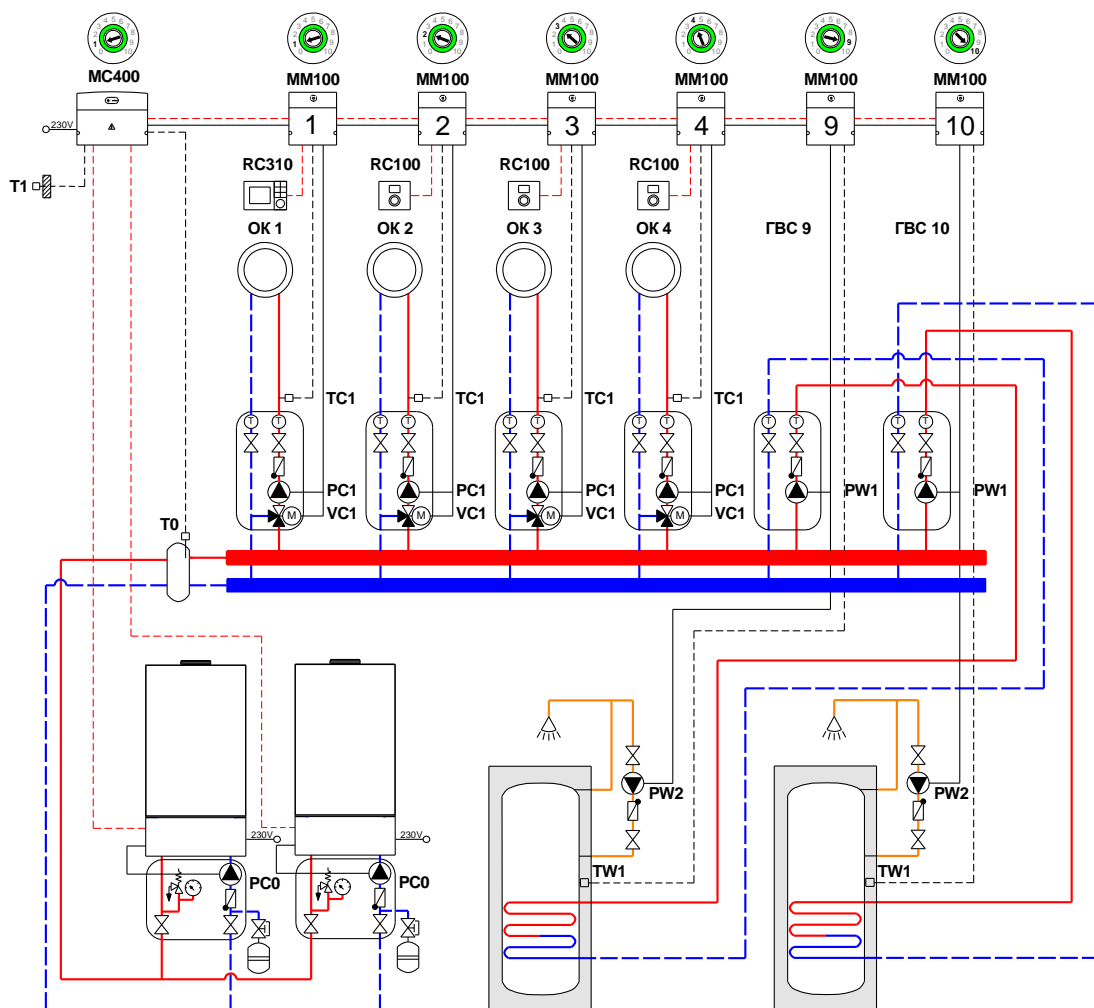 MC400 MM100 MM100 MM100 MM100 MM100 MM100
230V 1 2 3 4 9 10
T1 RC310 RC100 RC100 RC100
ОК 1 ОК 2 ОК 3 ОК 4 ГВС 9 ГВС 10
TC1 TC1 TC1 TC1
T T T T T T T T T T T T
PC1 PC1 PC1 PC1 PW1 PW1
M VC1 M VC1 M VC1 M VC1
T0
PW2 PW2
230V 230V
TW1 TW1
PC0 PC0